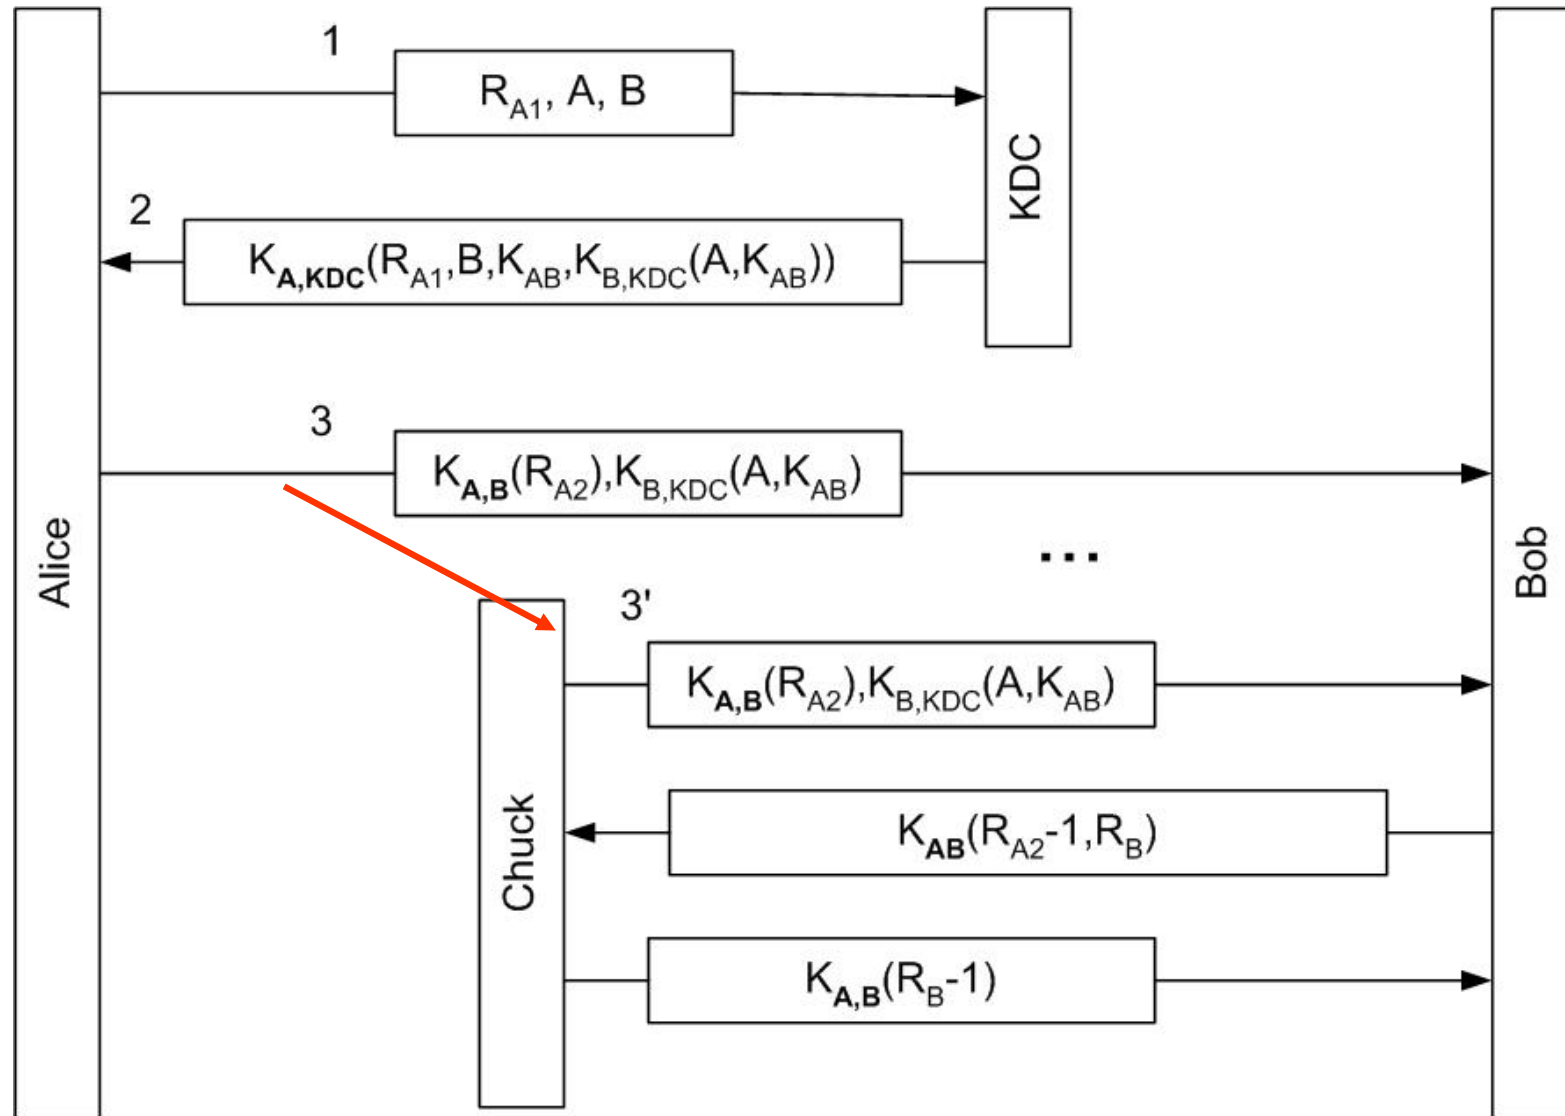 1
R_A1, A, B
KDC
2
K_A,KDC(R_A1,B,K_AB,K_B,KDC(A,K_AB))
3
K_A,B(R_A2),K_B,KDC(A,K_AB)
Alice
...
Bob
3'
K_A,B(R_A2),K_B,KDC(A,K_AB)
Chuck
K_AB(R_A2-1,R_B)
K_A,B(R_B-1)